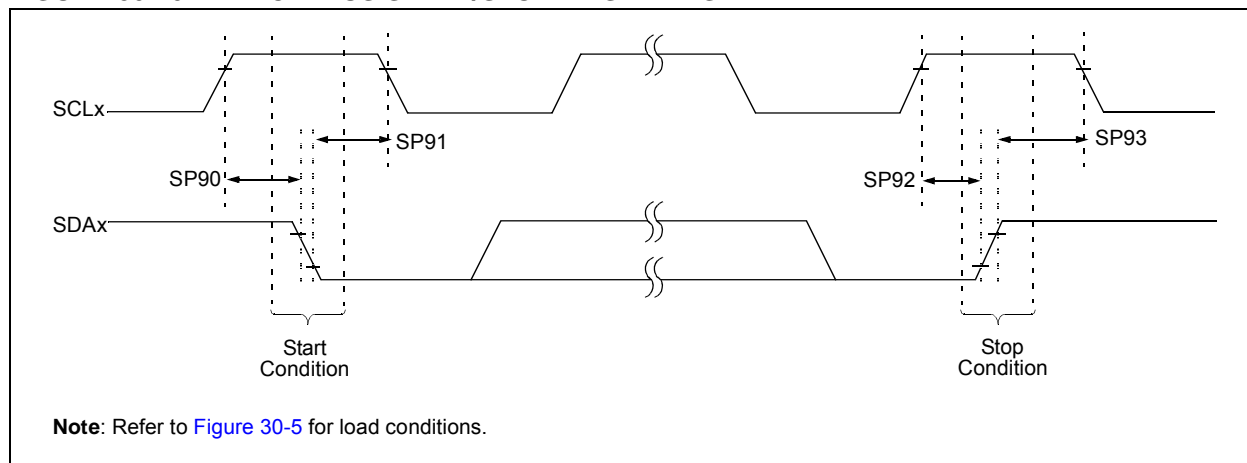 SCLx
SP91
SP93
SP90
SP92
SDAx
Start
Condition
Stop
Condition
Note: Refer to Figure 30-5 for load conditions.